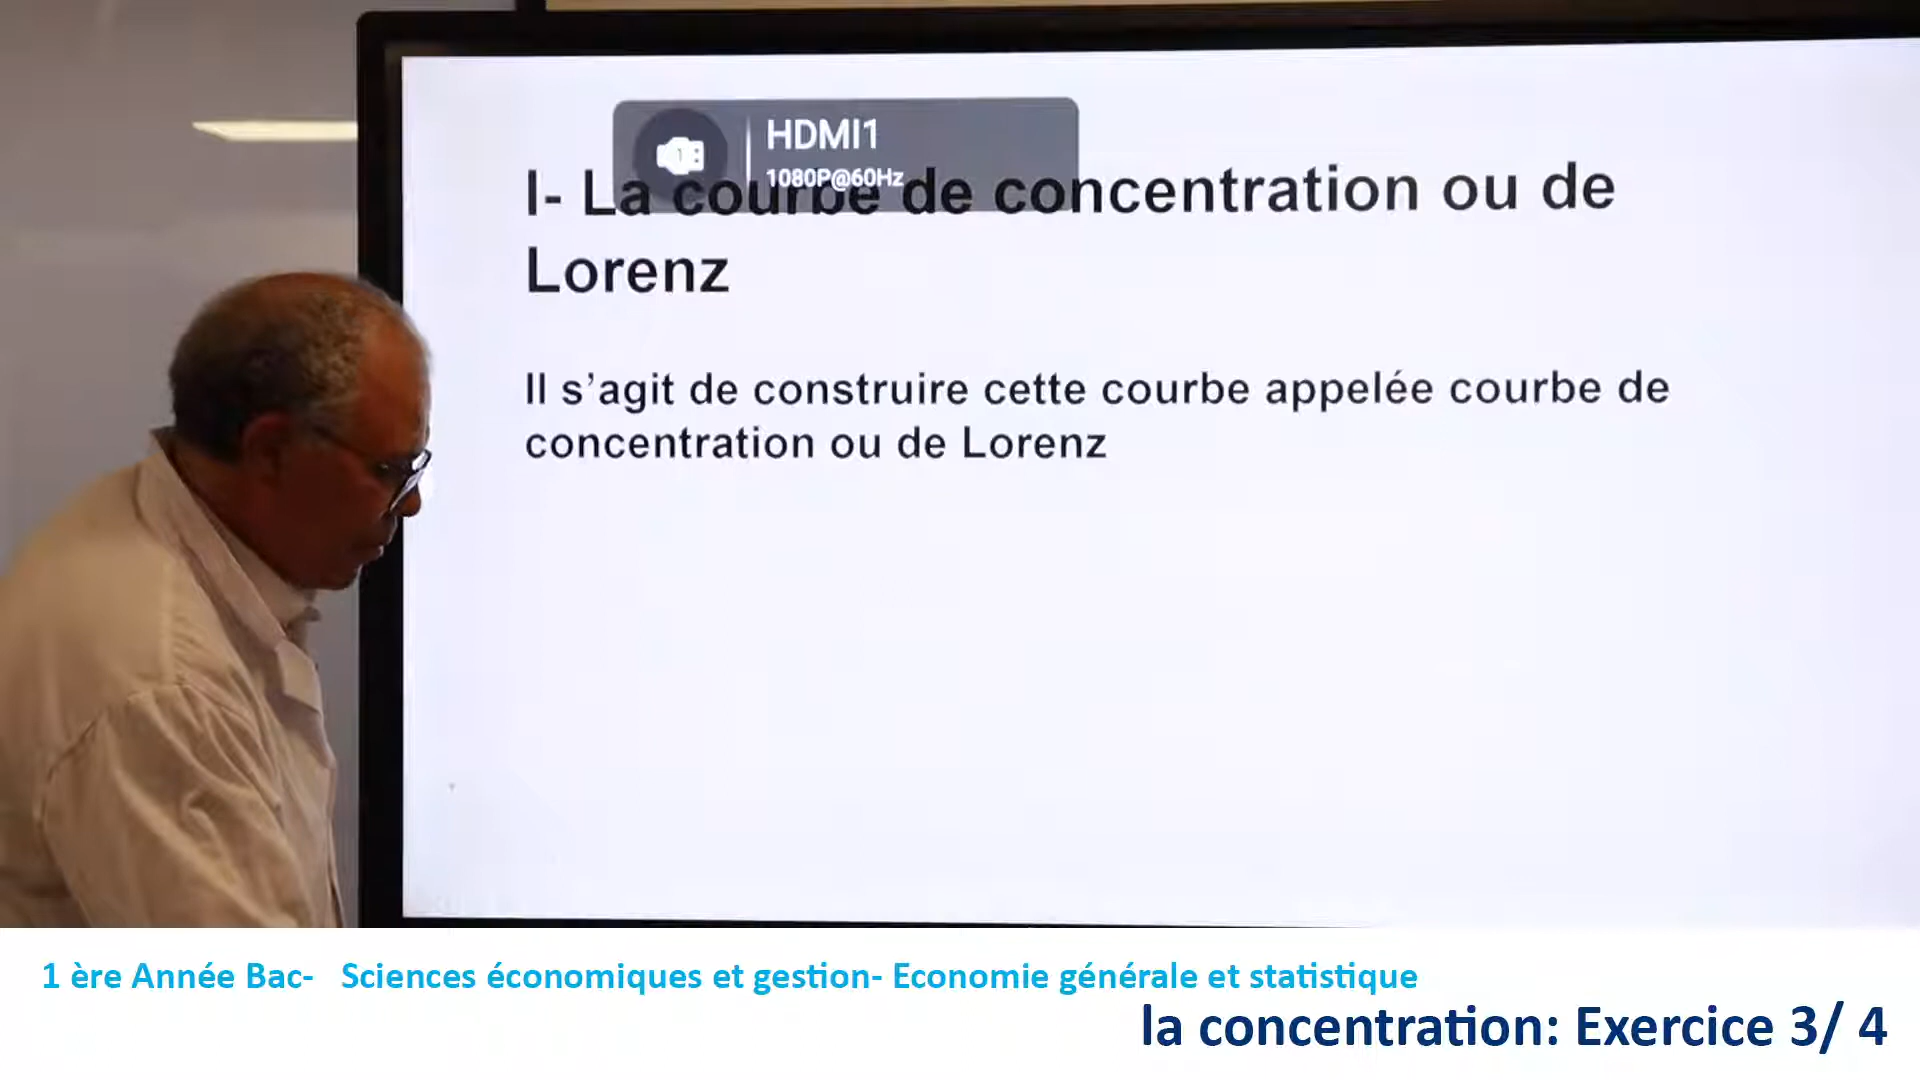 HDMI1
1080P@60Hz
I- La courbe de concentration ou de
Lorenz
Il s’agit de construire cette courbe appelée courbe de
concentration ou de Lorenz
1 ère Année Bac- Sciences économiques et gestion- Economie générale et statistique
la concentration: Exercice 3/ 4